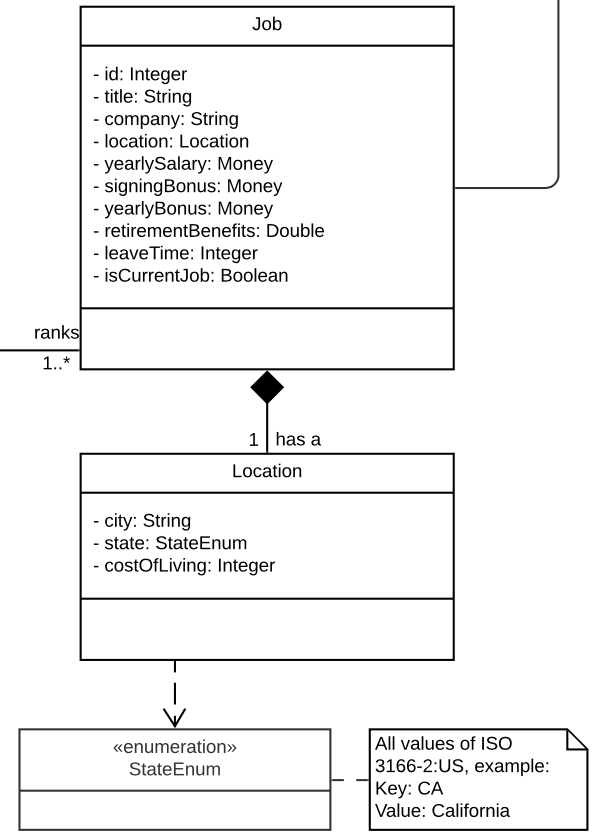 Job
- id: Integer
- title: String
- company: String
- location: Location
- yearlySalary: Money
- signingBonus: Money
- yearlyBonus: Money
- retirementBenefits: Double
- leaveTime: Integer
- isCurrentJob: Boolean
ranks
1..*
1 has a
Location
- city: String
- state: StateEnum
- costOfLiving: Integer
«enumeration»
StateEnum
All values of ISO
3166-2:US, example:
Key: CA
Value: California